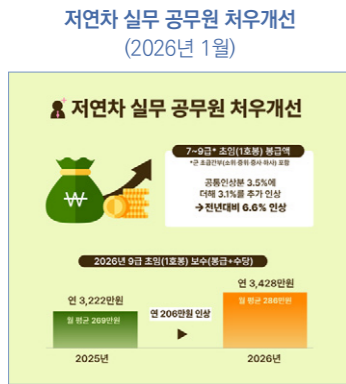 저연차 실무 공무원 처우개선
(2026년 1월)
저연차 실무 공무원 처우개선
7~9급* 초임(1호봉) 봉급액
*군 초급간부(소위·중위·중사·하사) 포함
공통인상분 3.5%에
더해 3.1%를 추가 인상
→전년대비 6.6% 인상
₩
2026년 9급 초임(1호봉) 보수(봉급+수당)
연 3,428만원
연 3,222만원
월 평균 286만원
연 206만원 인상
월 평균 269만원
2025년
2026년